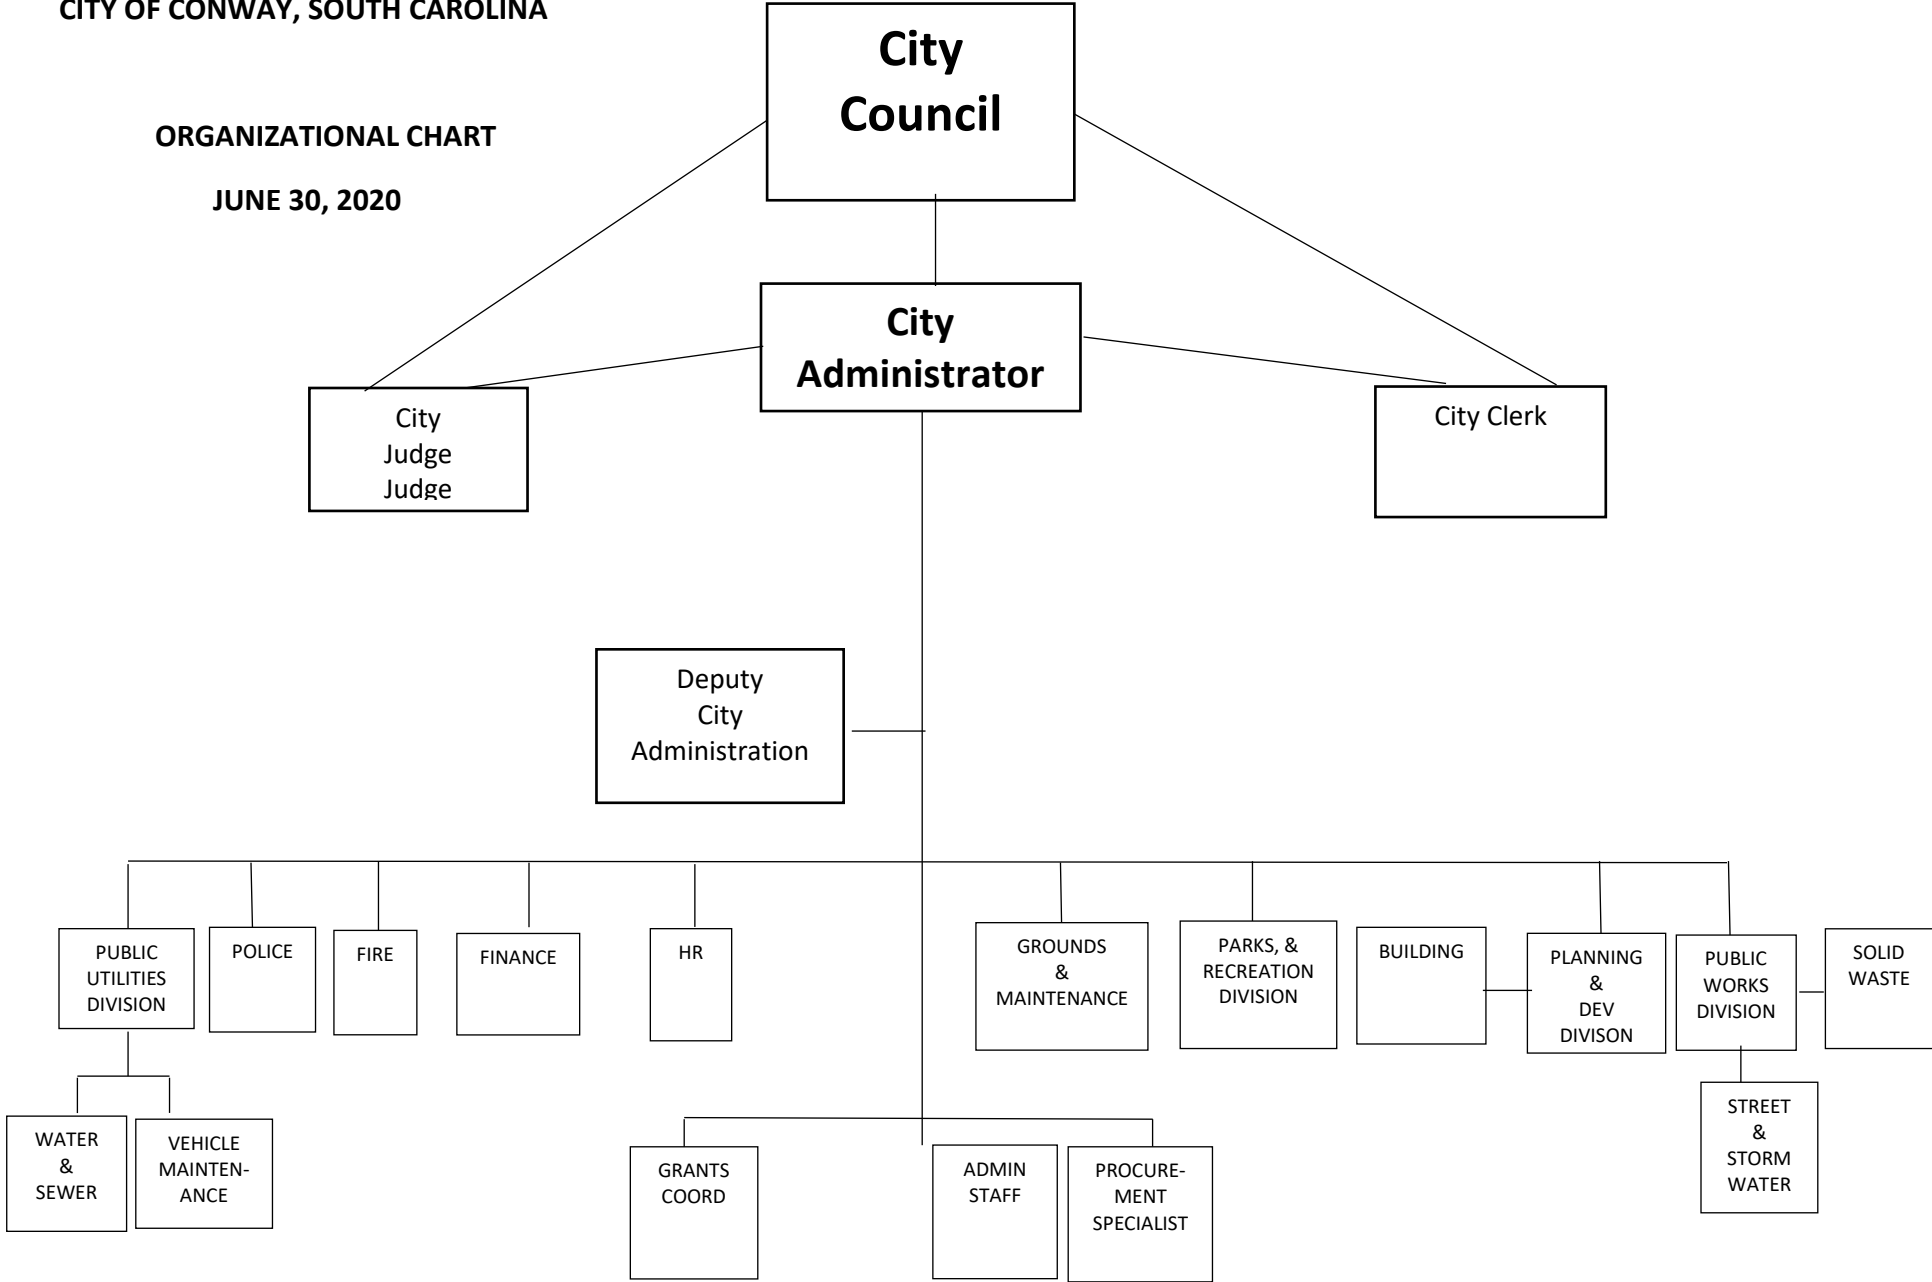 CITY OF CONWAY, SOUTH CAROLINA
ORGANIZATIONAL CHART
JUNE 30, 2020
City
Council
City
Administrator
City
Judge
Judge
City Clerk
Deputy
City
Administration
PUBLIC
UTILITIES
DIVISION
POLICE
FIRE
FINANCE
HR
GROUNDS
&
MAINTENANCE
PARKS, &
RECREATION
DIVISION
BUILDING
PLANNING
&
DEV
DIVISON
PUBLIC
WORKS
DIVISION
SOLID
WASTE
WATER
&
SEWER
VEHICLE
MAINTEN-
ANCE
GRANTS
COORD
ADMIN
STAFF
PROCURE-
MENT
SPECIALIST
STREET
&
STORM
WATER